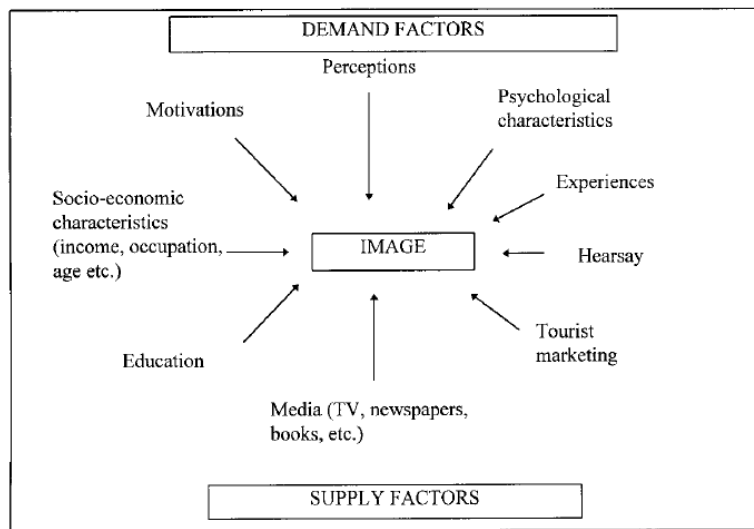 DEMAND FACTORS
Perceptions
Psychological
characteristics
Motivations
Experiences
Socio-economic
characteristics
(income, occupation,
age etc.)
IMAGE
Hearsay
Tourist
marketing
Education
Media (TV, newspapers,
books, etc.)
SUPPLY FACTORS